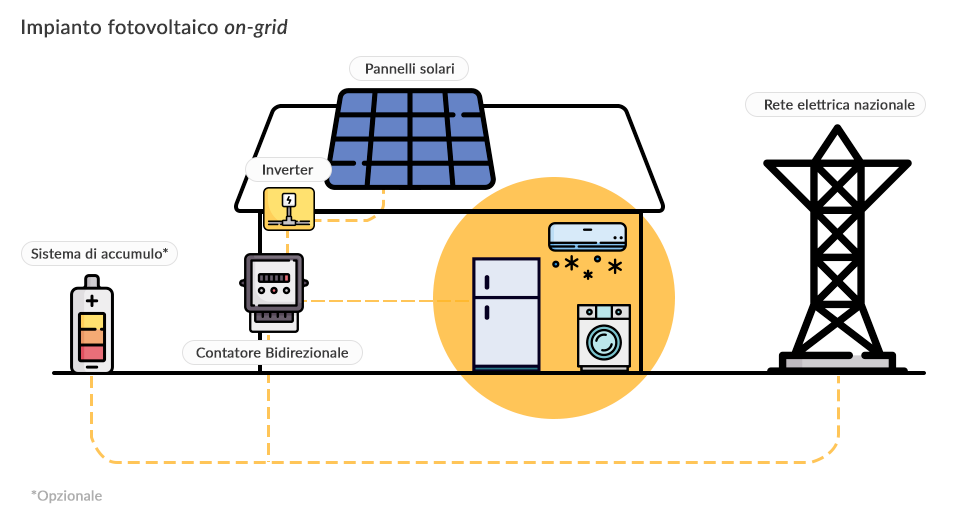 Impianto fotovoltaico on-grid
Pannelli solari
Rete elettrica nazionale
Inverter
Sistema di accumulo*
Contatore Bidirezionale
*Opzionale